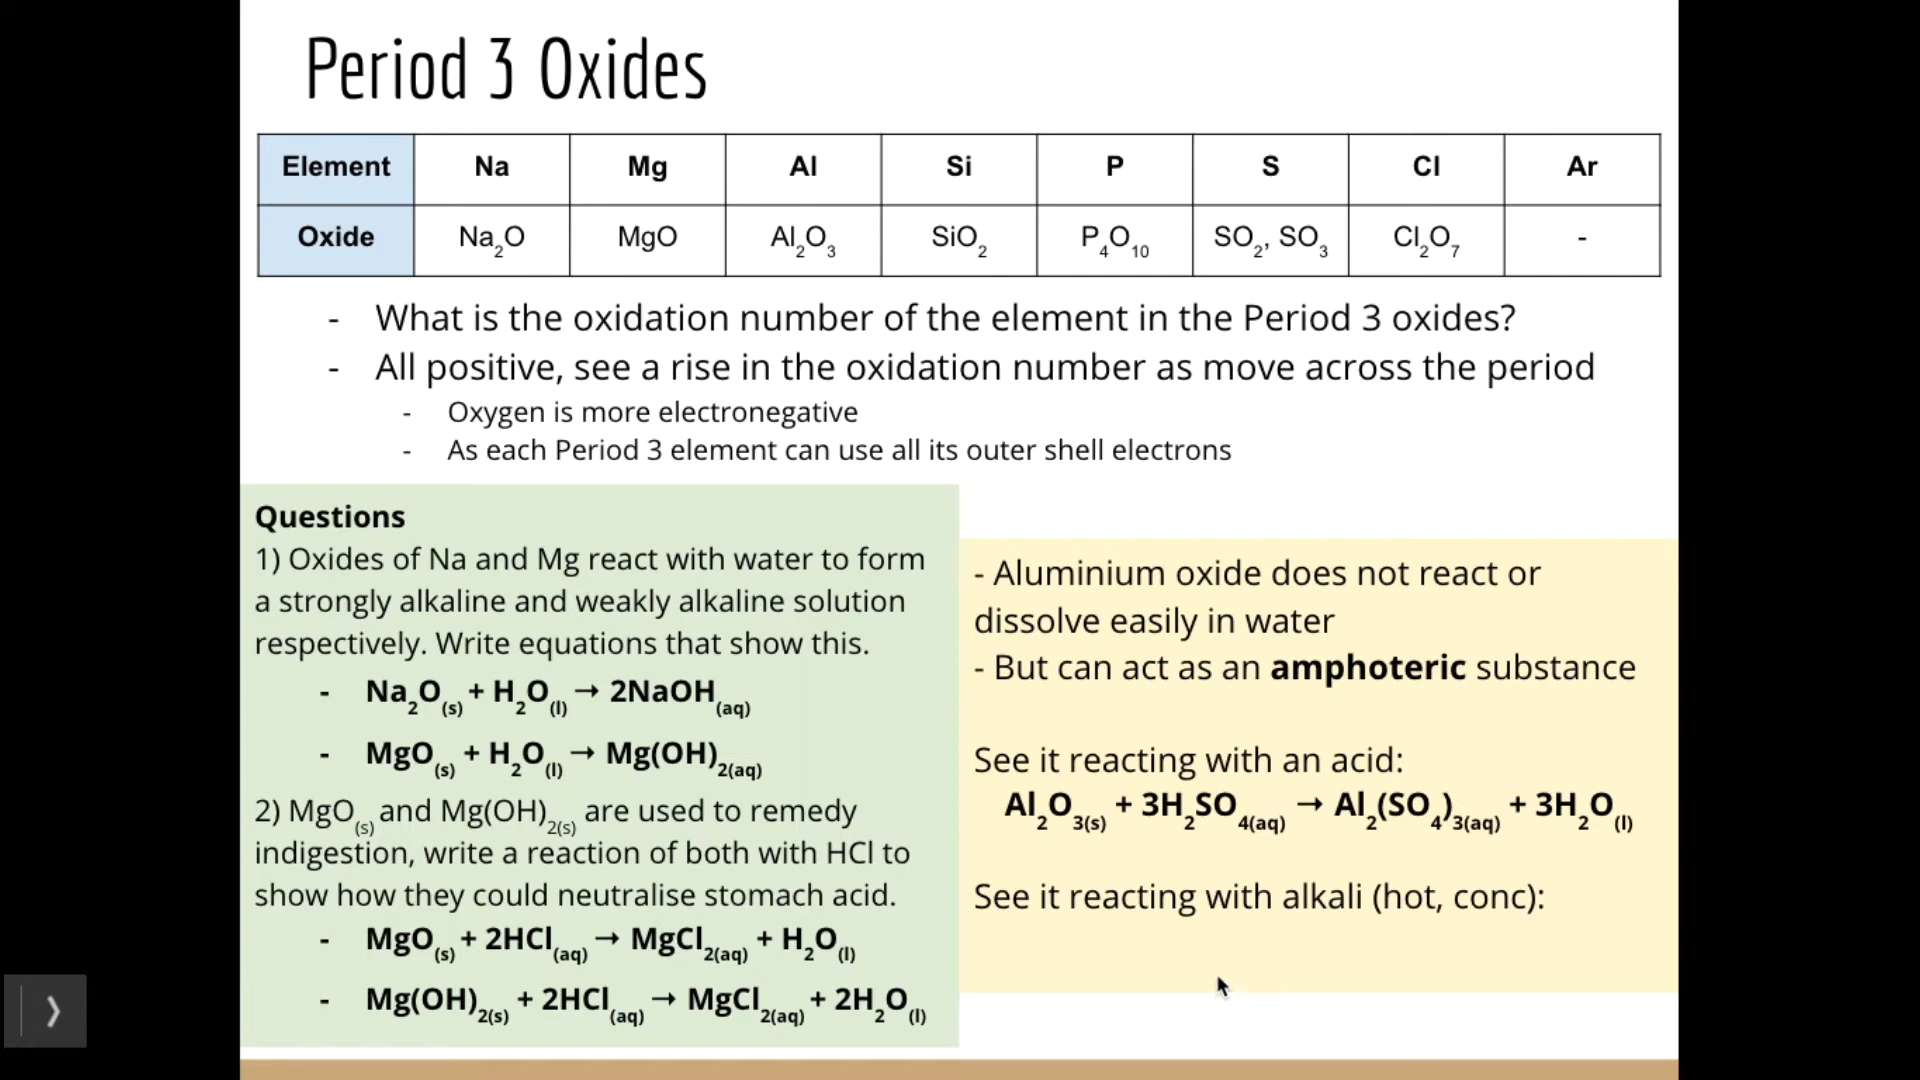 Period 3 Oxides
Element Na Mg Al Si P S Cl Ar
Oxide Na₂O MgO Al₂O₃ SiO₂ P₄O₁₀ SO₂, SO₃ Cl₂O₇ -
- What is the oxidation number of the element in the Period 3 oxides?
- All positive, see a rise in the oxidation number as move across the period
- Oxygen is more electronegative
- As each Period 3 element can use all its outer shell electrons
Questions
1) Oxides of Na and Mg react with water to form
a strongly alkaline and weakly alkaline solution
respectively. Write equations that show this.
- Na₂O₍s₎ + H₂O₍l₎ → 2NaOH(aq)
- MgO₍s₎ + H₂O₍l₎ → Mg(OH)₂(aq)
2) MgO₍s₎ and Mg(OH)₂₍s₎ are used to remedy
indigestion, write a reaction of both with HCl to
show how they could neutralise stomach acid.
- MgO₍s₎ + 2HCl(aq) → MgCl₂(aq) + H₂O₍l₎
- Mg(OH)₂₍s₎ + 2HCl(aq) → MgCl₂(aq) + 2H₂O₍l₎
- Aluminium oxide does not react or
dissolve easily in water
- But can act as an amphoteric substance
See it reacting with an acid:
Al₂O₃₍s₎ + 3H₂SO₄(aq) → Al₂(SO₄)₃(aq) + 3H₂O₍l₎
See it reacting with alkali (hot, conc):